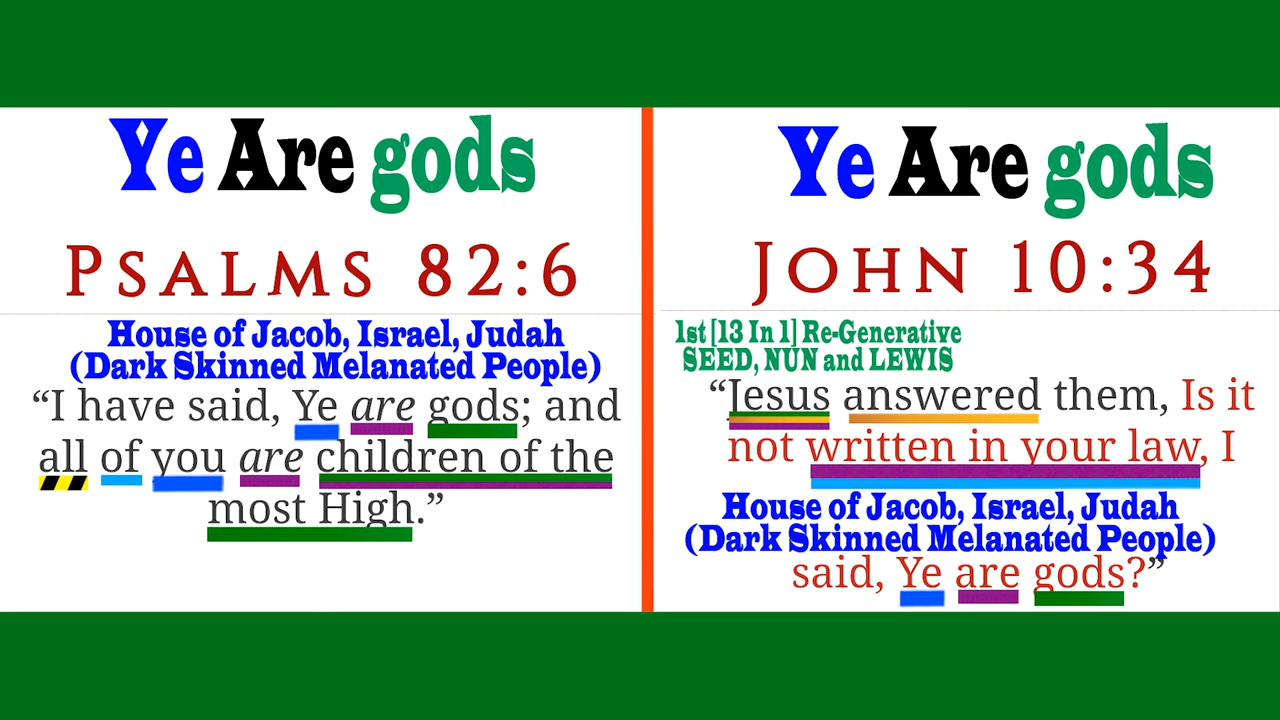 Ye Are gods
PSALMS 82:6
House of Jacob, Israel, Judah
(Dark Skinned Melanated People)
“I have said, Ye are gods; and
all of you are children of the
most High.”
Ye Are gods
JOHN 10:34
1st [13 In 1] Re-Generative
SEED, NUN and LEWIS
“Jesus answered them, Is it
not written in your law, I
House of Jacob, Israel, Judah
(Dark Skinned Melanated People)
said, Ye are gods?”